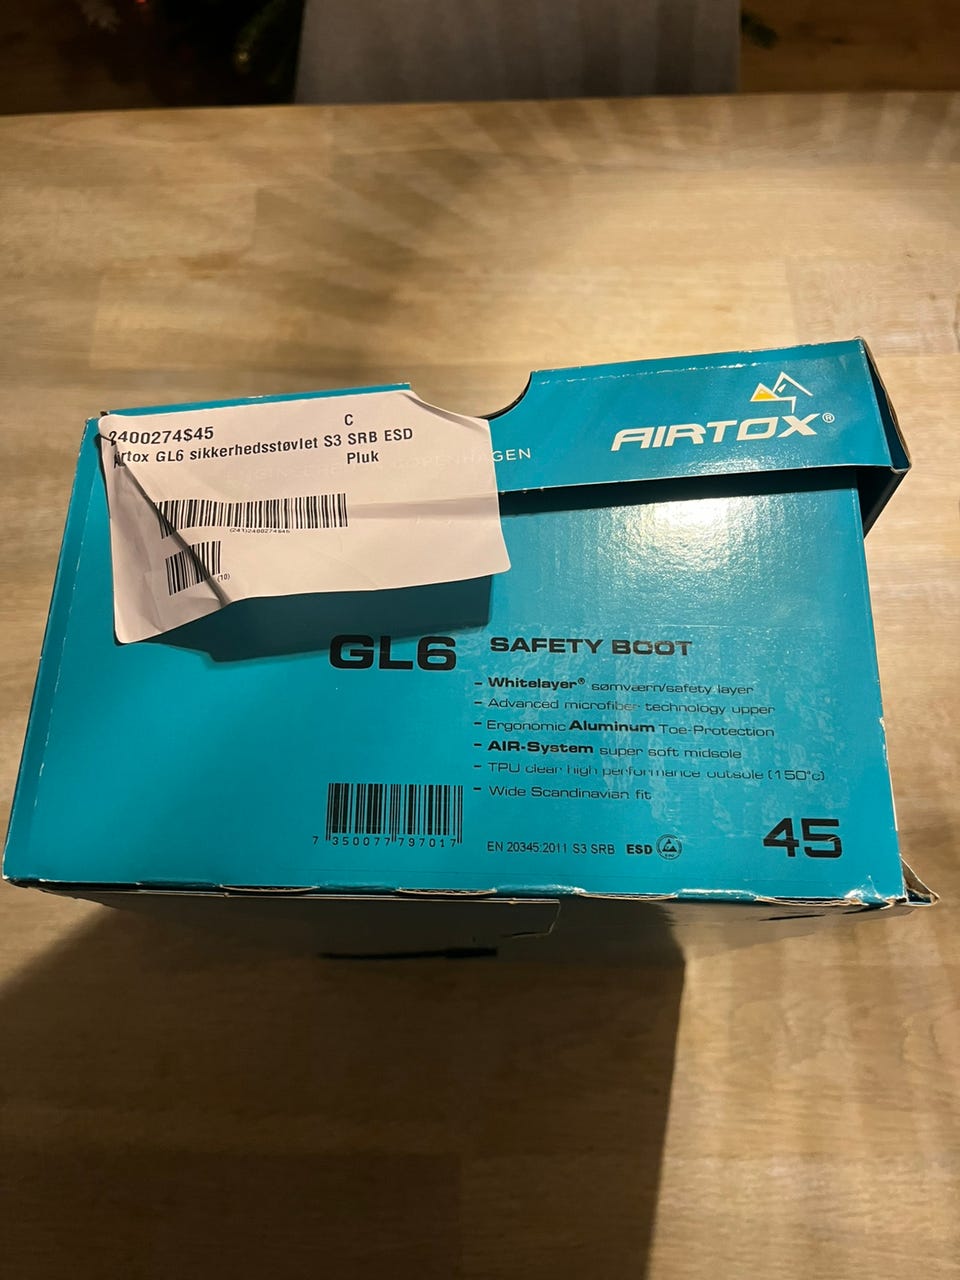 2400274$45
C
Airtox GL6 sikkerhedsstøvlet S3 SRB ESD
Pluk
(241)2400274$45
(10)
AIRTOX®
GL6 SAFETY BOOT
- Whitelayer® sømværn/safety layer
- Advanced microfiber technology upper
- Ergonomic Aluminum Toe-Protection
- AIR-System super soft midsole
- TPU clear high performance outsole (150°c)
- Wide Scandinavian fit
7 350077 797017
EN 20345:2011 S3 SRB ESD
45